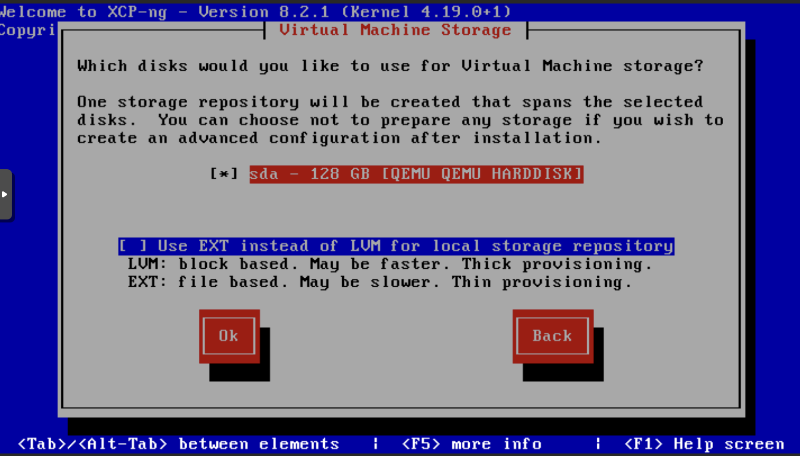 Welcome to XCP-ng - Version 8.2.1 (Kernel 4.19.0+1)
Copyri
Virtual Machine Storage
Which disks would you like to use for Virtual Machine storage?
One storage repository will be created that spans the selected
disks.  You can choose not to prepare any storage if you wish to
create an advanced configuration after installation.
[*] sda - 128 GB [QEMU QEMU HARDDISK]
[ ] Use EXT instead of LVM for local storage repository
LVM: block based. May be faster. Thick provisioning.
EXT: file based. May be slower. Thin provisioning.
Ok Back
<Tab>/<Alt-Tab> between elements | <F5> more info | <F1> Help screen